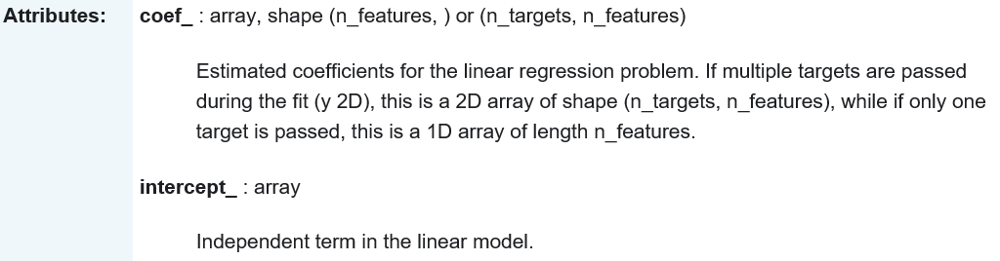 Attributes: coef_ : array, shape (n_features, ) or (n_targets, n_features)
Estimated coefficients for the linear regression problem. If multiple targets are passed
during the fit (y 2D), this is a 2D array of shape (n_targets, n_features), while if only one
target is passed, this is a 1D array of length n_features.
intercept_ : array
Independent term in the linear model.